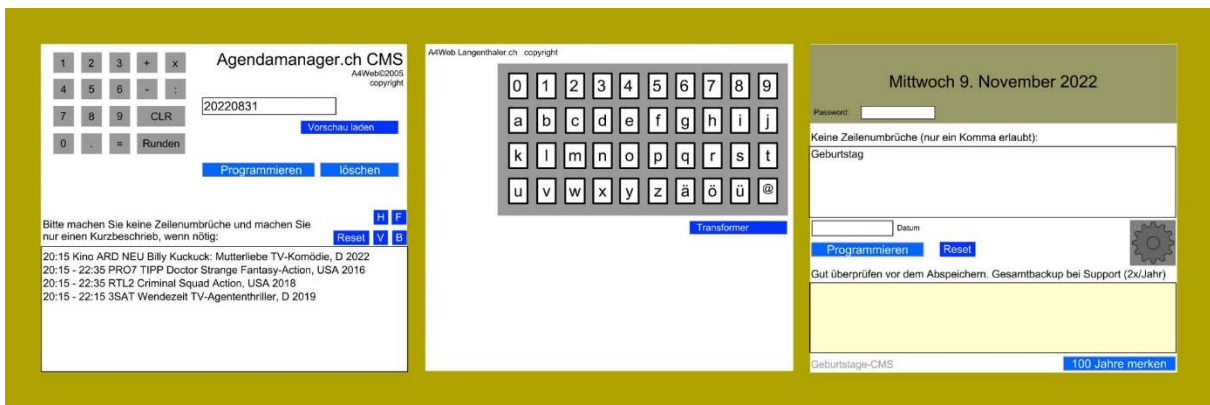 1 2 3 + x
4 5 6 - :
7 8 9 CLR
0 . = Runden
Agendamanager.ch CMS
A4Web©2005
copyright
20220831
Vorschau laden
Programmieren löschen
H F
Bitte machen Sie keine Zeilenumbrüche und machen Sie
nur einen Kurzbeschrieb, wenn nötig:
Reset V B
20:15 Kino ARD NEU Billy Kuckuck: Mutterliebe TV-Komödie, D 2022
20:15 - 22:35 PRO7 TIPP Doctor Strange Fantasy-Action, USA 2016
20:15 - 22:35 RTL2 Criminal Squad Action, USA 2018
20:15 - 22:15 3SAT Wendezeit TV-Agententhriller, D 2019
A4Web Langenthaler.ch copyright
0 1 2 3 4 5 6 7 8 9
a b c d e f g h i j
k l m n o p q r s t
u v w x y z ä ö ü @
Transformer
Mittwoch 9. November 2022
Password:
Keine Zeilenumbrüche (nur ein Komma erlaubt):
Geburtstag
Datum
Programmieren Reset
Gut überprüfen vor dem Abspeichern. Gesamtbackup bei Support (2x/Jahr)
Geburtstage-CMS
100 Jahre merken